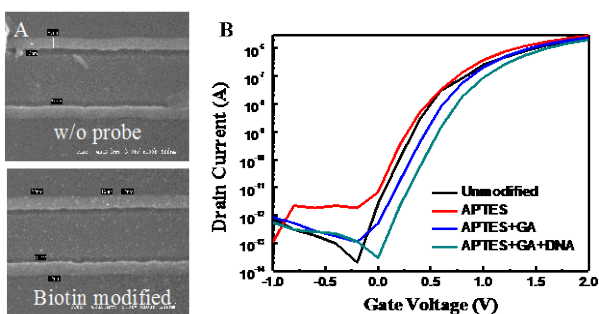 A
w/o probe
Biotin modified
B
Drain Current (A)
10⁻⁵
10⁻⁶
10⁻⁷
10⁻⁸
10⁻⁹
10⁻¹⁰
10⁻¹¹
10⁻¹²
10⁻¹³
10⁻¹⁴
Unmodified
APTES
APTES+GA
APTES+GA+DNA
-1.0
-0.5
0.0
0.5
1.0
1.5
2.0
Gate Voltage (V)